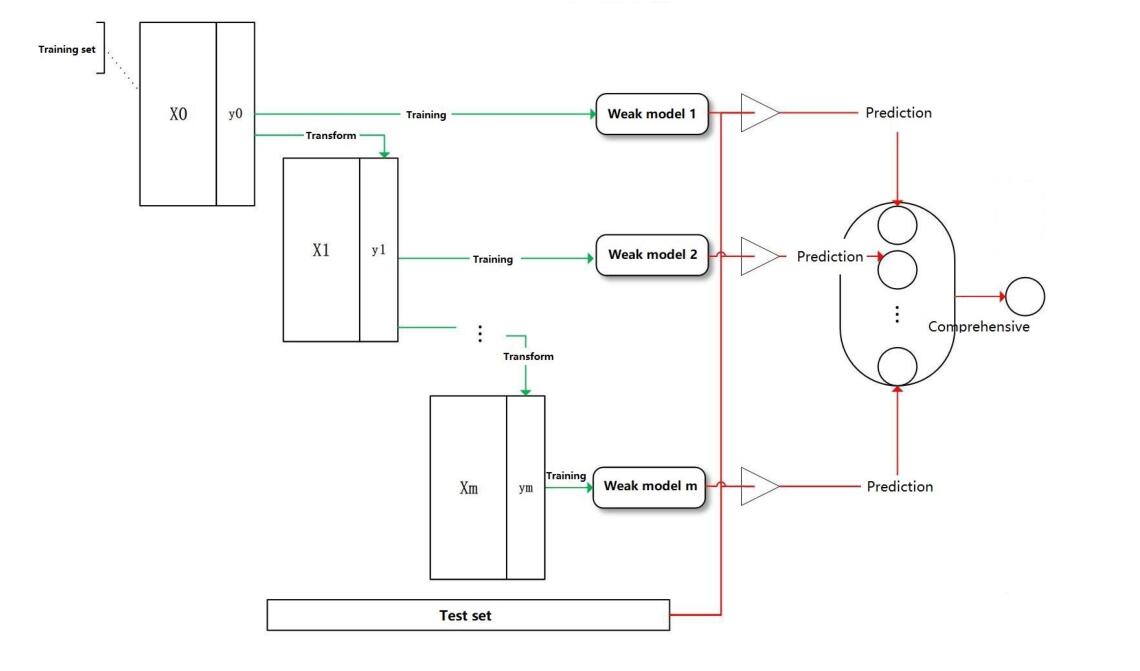 Training set
X0
y0
Training
Weak model 1
Prediction
Transform
X1
y1
Training
Weak model 2
Prediction
⋮
⋮
Comprehensive
Transform
Xm
ym
Training
Weak model m
Prediction
Test set